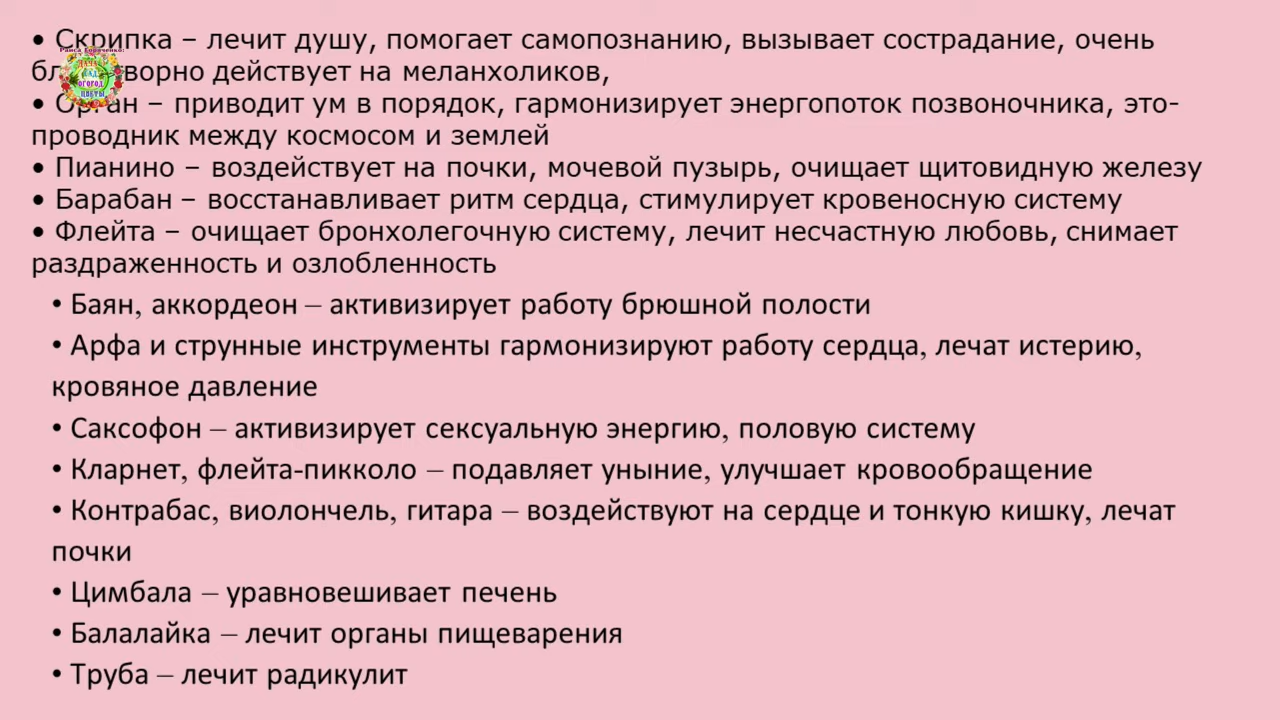 • Скрипка – лечит душу, помогает самопознанию, вызывает сострадание, очень
действует на меланхоликов,
– приводит ум в порядок, гармонизирует энергопоток позвоночника, это-
проводник между космосом и землей
• Пианино – воздействует на почки, мочевой пузырь, очищает щитовидную железу
• Барабан – восстанавливает ритм сердца, стимулирует кровеносную систему
• Флейта – очищает бронхолегочную систему, лечит несчастную любовь, снимает
раздраженность и озлобленность
• Баян, аккордеон – активизирует работу брюшной полости
• Арфа и струнные инструменты гармонизируют работу сердца, лечат истерию,
кровяное давление
• Саксофон – активизирует сексуальную энергию, половую систему
• Кларнет, флейта-пикколо – подавляет уныние, улучшает кровообращение
• Контрабас, виолончель, гитара – воздействуют на сердце и тонкую кишку, лечат
почки
• Цимбала – уравновешивает печень
• Балалайка – лечит органы пищеварения
• Труба – лечит радикулит
ДАЧА
САД
ОГОРОД
ЦВЕТЫ